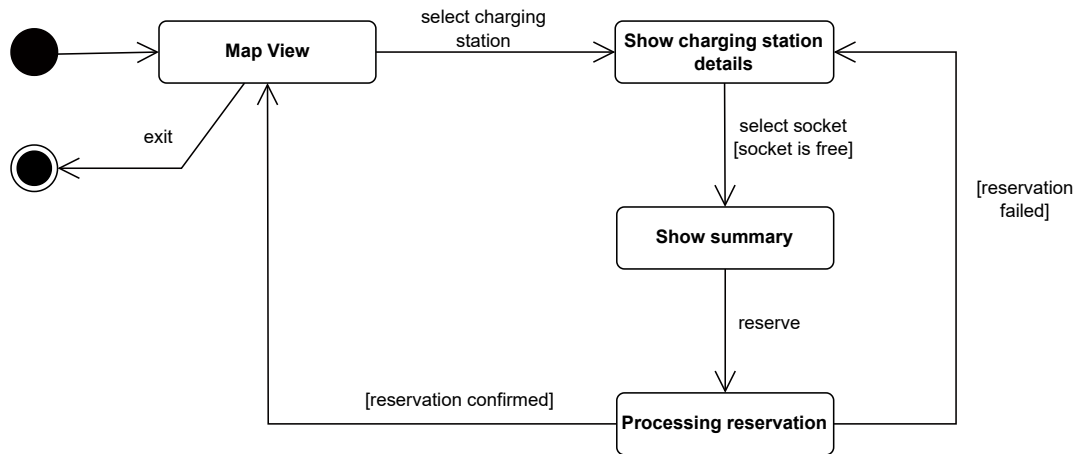 select charging
station
Map View
Show charging station
details
exit
select socket
[socket is free]
[reservation
failed]
Show summary
reserve
[reservation confirmed]
Processing reservation